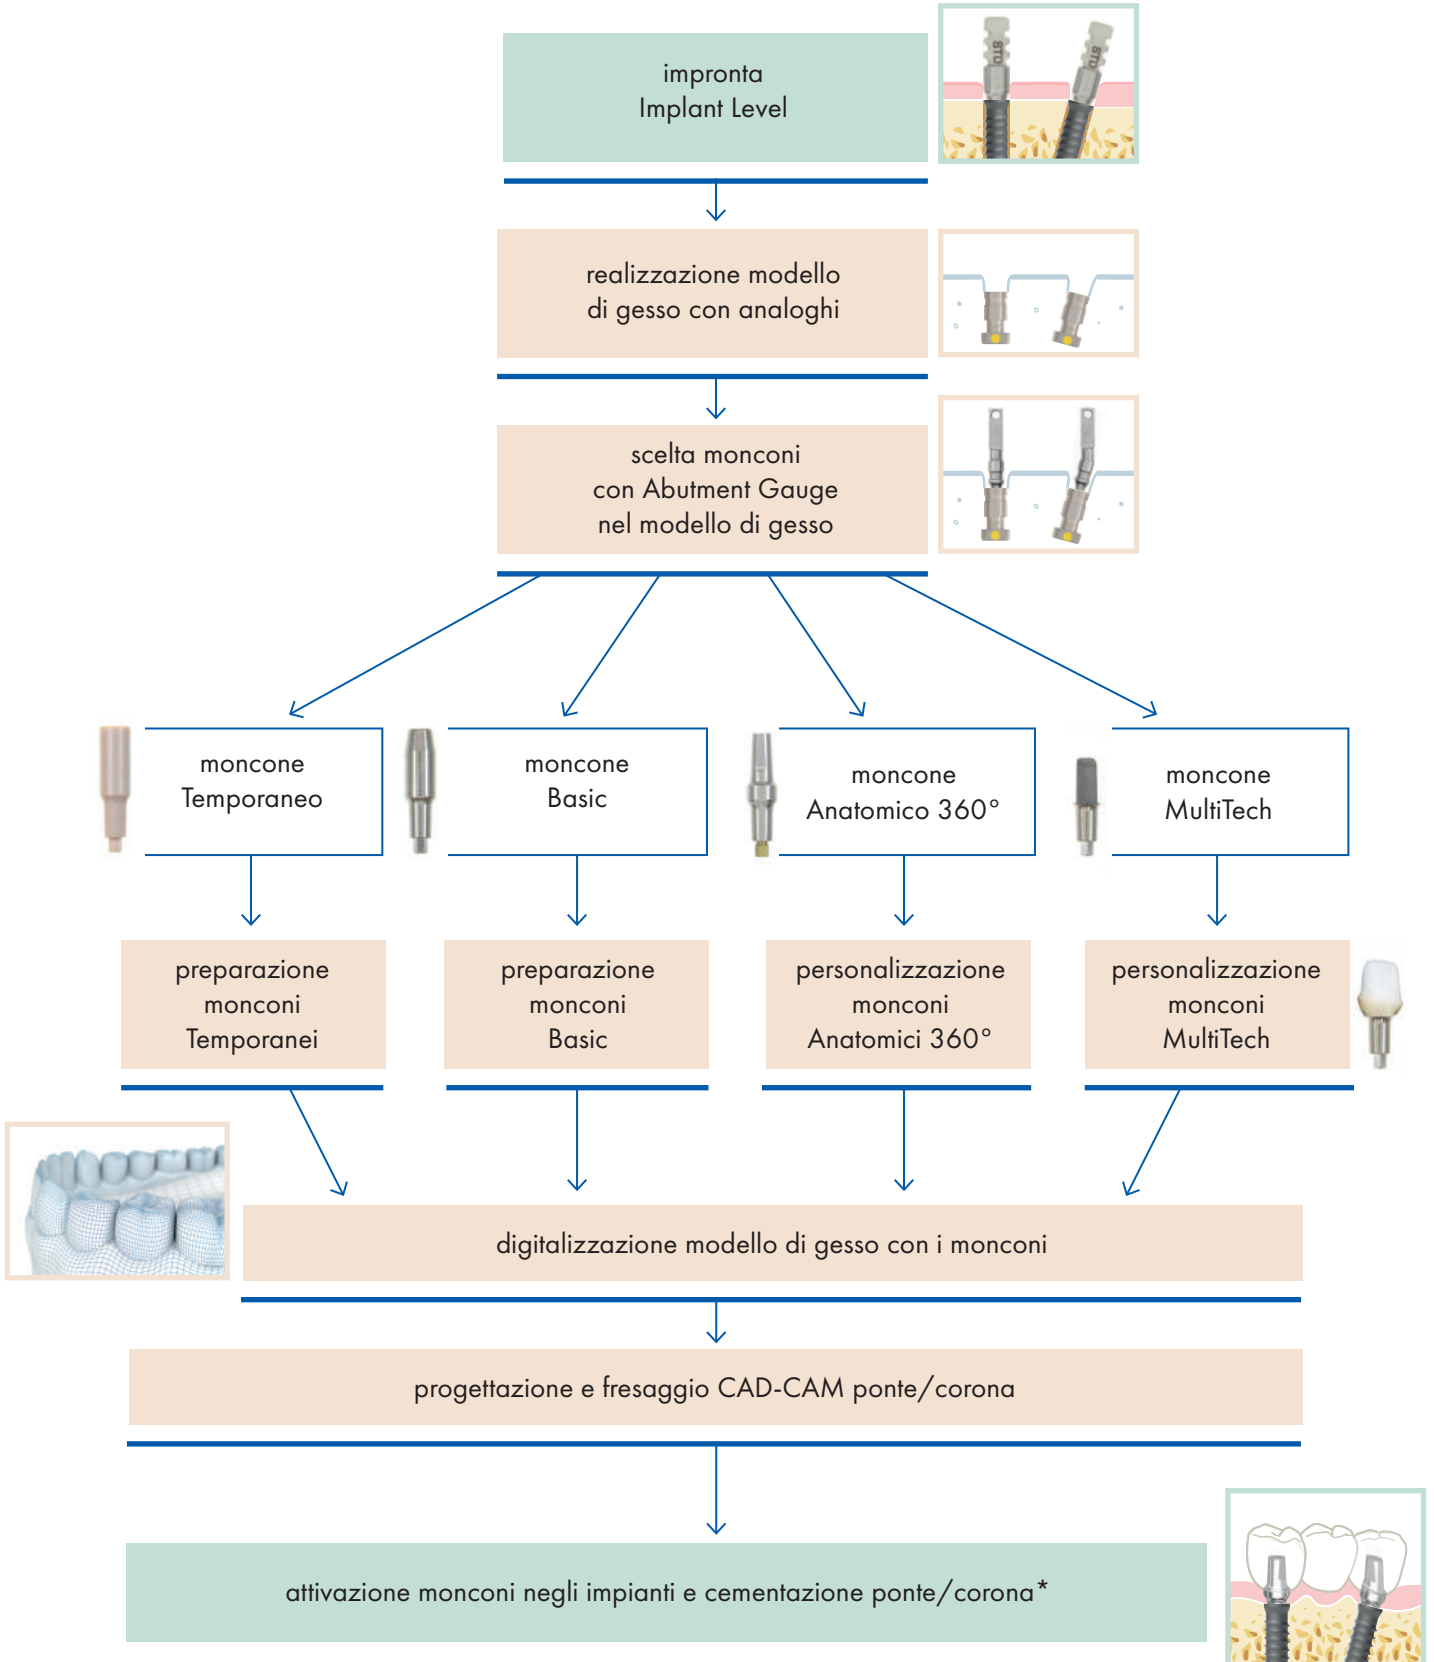 impronta
Implant Level
STD
STD
realizzazione modello
di gesso con analoghi
scelta monconi
con Abutment Gauge
nel modello di gesso
moncone
Temporaneo
moncone
Basic
moncone
Anatomico 360°
moncone
MultiTech
preparazione
monconi
Temporanei
preparazione
monconi
Basic
personalizzazione
monconi
Anatomici 360°
personalizzazione
monconi
MultiTech
digitalizzazione modello di gesso con i monconi
progettazione e fresaggio CAD-CAM ponte/corona
attivazione monconi negli impianti e cementazione ponte/corona*